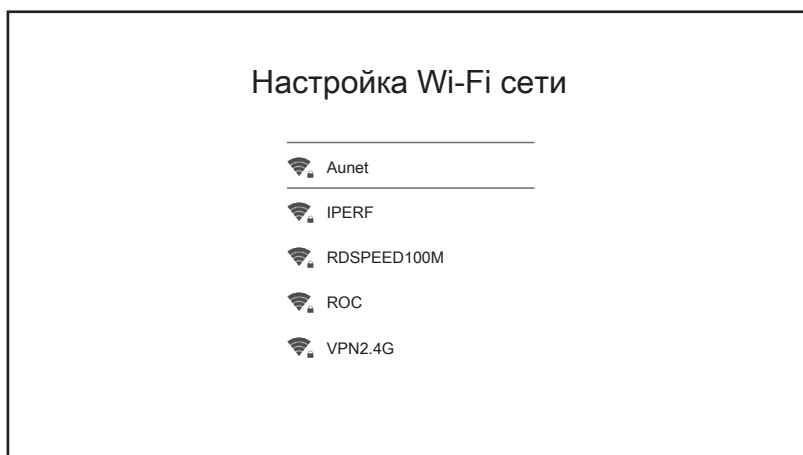 Настройка Wi-Fi сети
Aunet
IPERF
RDSPEED100M
ROC
VPN2.4G